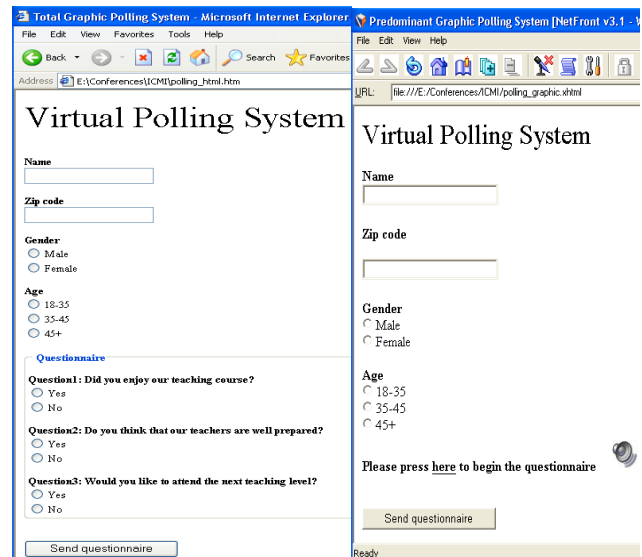 Total Graphic Polling System - Microsoft Internet Explorer
File Edit View Favorites Tools Help
Back Search Favorites
Address E:\Conferences\ICMI\polling_html.htm
Virtual Polling System
Name
Zip code
Gender
Male
Female
Age
18-35
35-45
45+
Questionnaire
Question1: Did you enjoy our teaching course?
Yes
No
Question2: Do you think that our teachers are well prepared?
Yes
No
Question3: Would you like to attend the next teaching level?
Yes
No
Send questionnaire
Predominant Graphic Polling System [NetFront v3.1 -
File Edit View Help
URL: file:///E:/Conferences/ICMI/polling_graphic.xhtml
Virtual Polling System
Name
Zip code
Gender
Male
Female
Age
18-35
35-45
45+
Please press here to begin the questionnaire
Send questionnaire
Ready